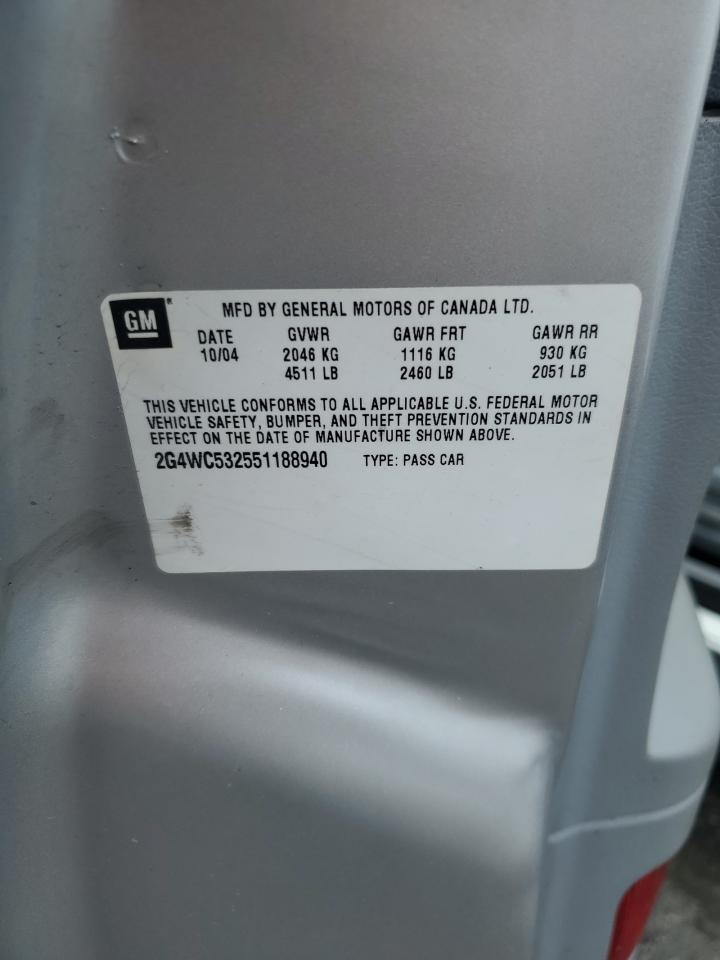 GM®
MFD BY GENERAL MOTORS OF CANADA LTD.
DATE GVWR GAWR FRT GAWR RR
10/04 2046 KG 1116 KG 930 KG
4511 LB 2460 LB 2051 LB
THIS VEHICLE CONFORMS TO ALL APPLICABLE U.S. FEDERAL MOTOR
VEHICLE SAFETY, BUMPER, AND THEFT PREVENTION STANDARDS IN
EFFECT ON THE DATE OF MANUFACTURE SHOWN ABOVE.
2G4WC532551188940 TYPE: PASS CAR